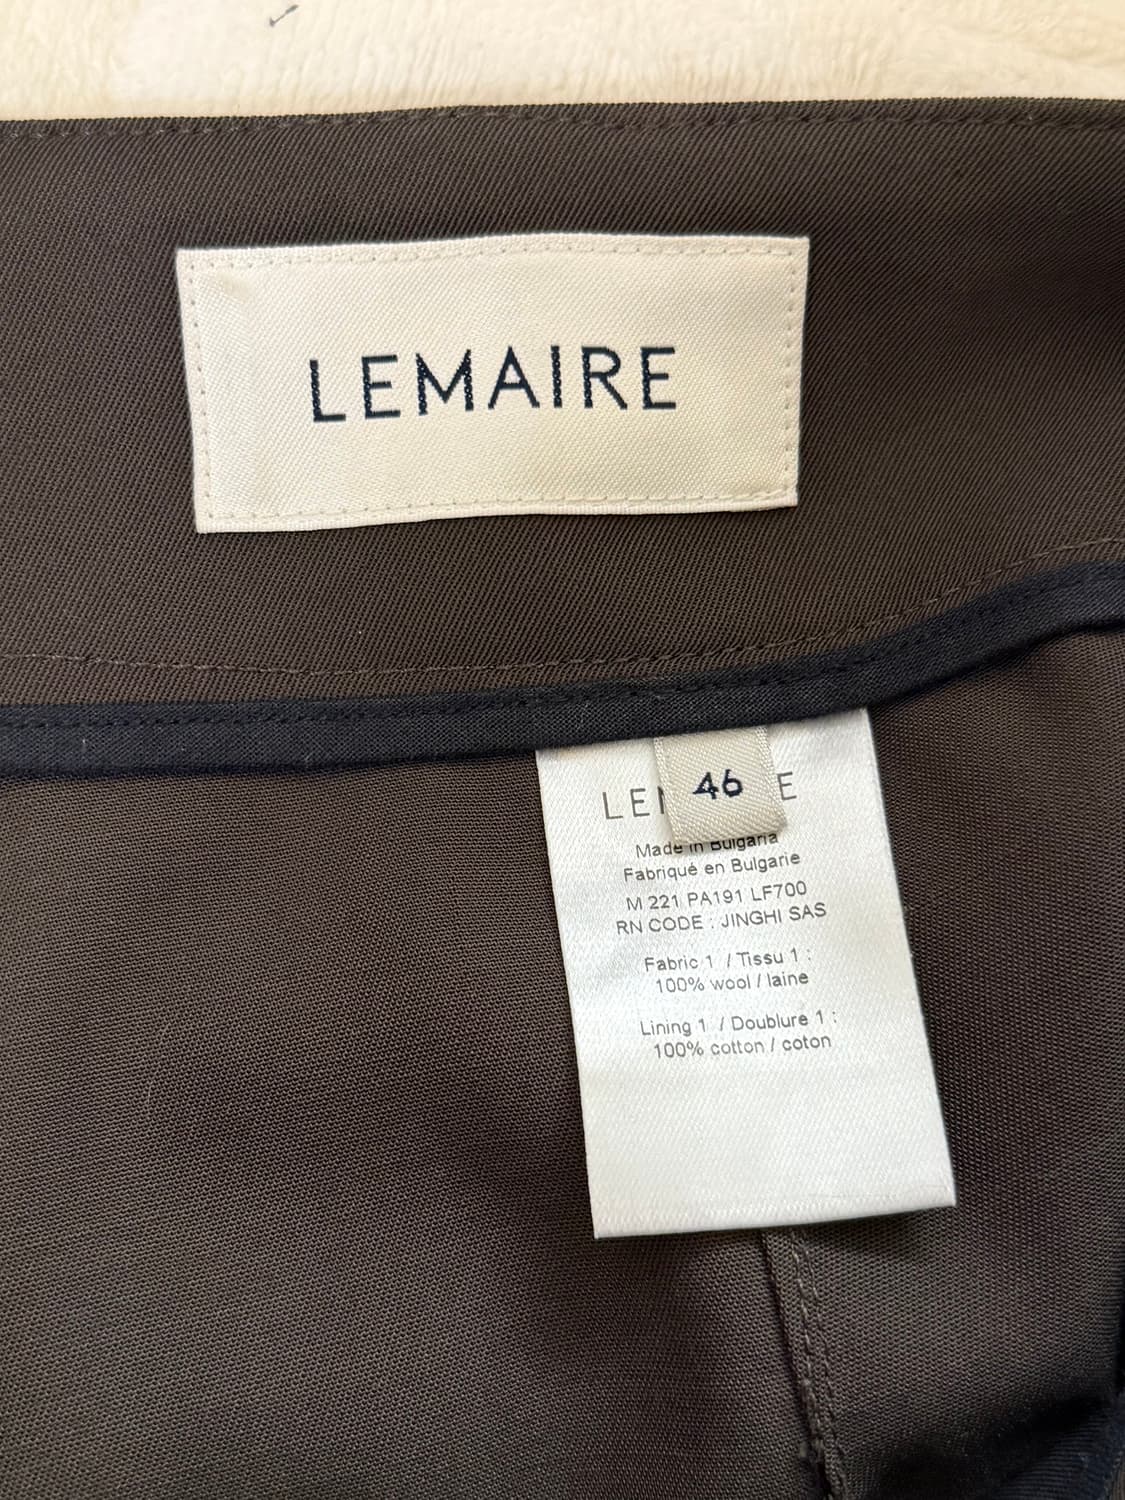 LEMAIRE
46
LEM E
Made in Bulgaria
Fabriqué en Bulgarie
M 221 PA191 LF700
RN CODE : JINGHI SAS
Fabric 1 / Tissu 1 :
100% wool / laine
Lining 1 / Doublure 1 :
100% cotton / coton